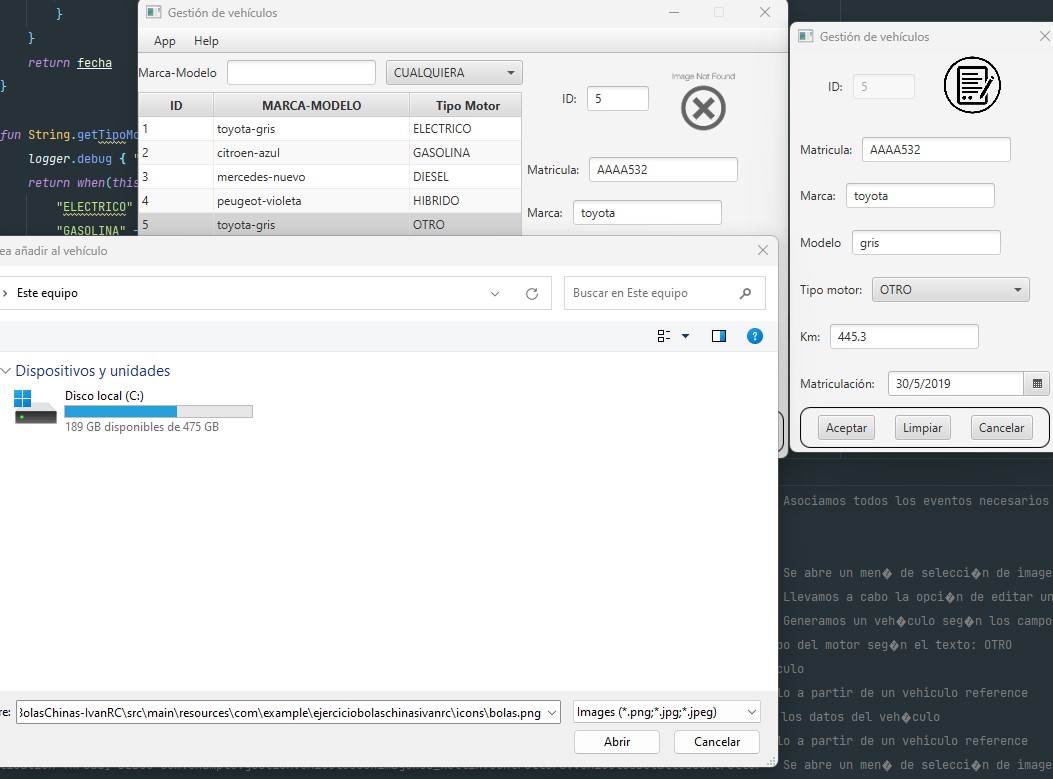 }
}
return fecha
}
fun String.getTipoMo
logger.debug { "
return when(this
"ELECTRICO"
"GASOLINA" -
Gestión de vehículos
App Help
Marca-Modelo CUALQUIERA
ID MARCA-MODELO Tipo Motor
1 toyota-gris ELECTRICO
2 citroen-azul GASOLINA
3 mercedes-nuevo DIESEL
4 peugeot-violeta HIBRIDO
5 toyota-gris OTRO
Image Not Found
ID: 5
Matricula: AAAA532
Marca: toyota
Gestión de vehículos
ID: 5
Matricula: AAAA532
Marca: toyota
Modelo gris
Tipo motor: OTRO
Km: 445.3
Matriculación: 30/5/2019
Aceptar Limpiar Cancelar
ea añadir al vehículo
Este equipo
Buscar en Este equipo
Dispositivos y unidades
Disco local (C:)
189 GB disponibles de 475 GB
re: BolasChinas-IvanRC\src\main\resources\com\example\ejerciciobolaschinasivanrc\icons\bolas.png
Images (*.png;*.jpg;*.jpeg)
Abrir Cancelar
Asociamos todos los eventos necesarios
Se abre un men� de selecci�n de image
Llevamos a cabo la opci�n de editar un
Generamos un veh�culo seg�n los campo
po del motor seg�n el texto: OTRO
culo
lo a partir de un vehiculo reference
los datos del veh�culo
lo a partir de un vehiculo reference
Se abre un men� de selecci�n de image